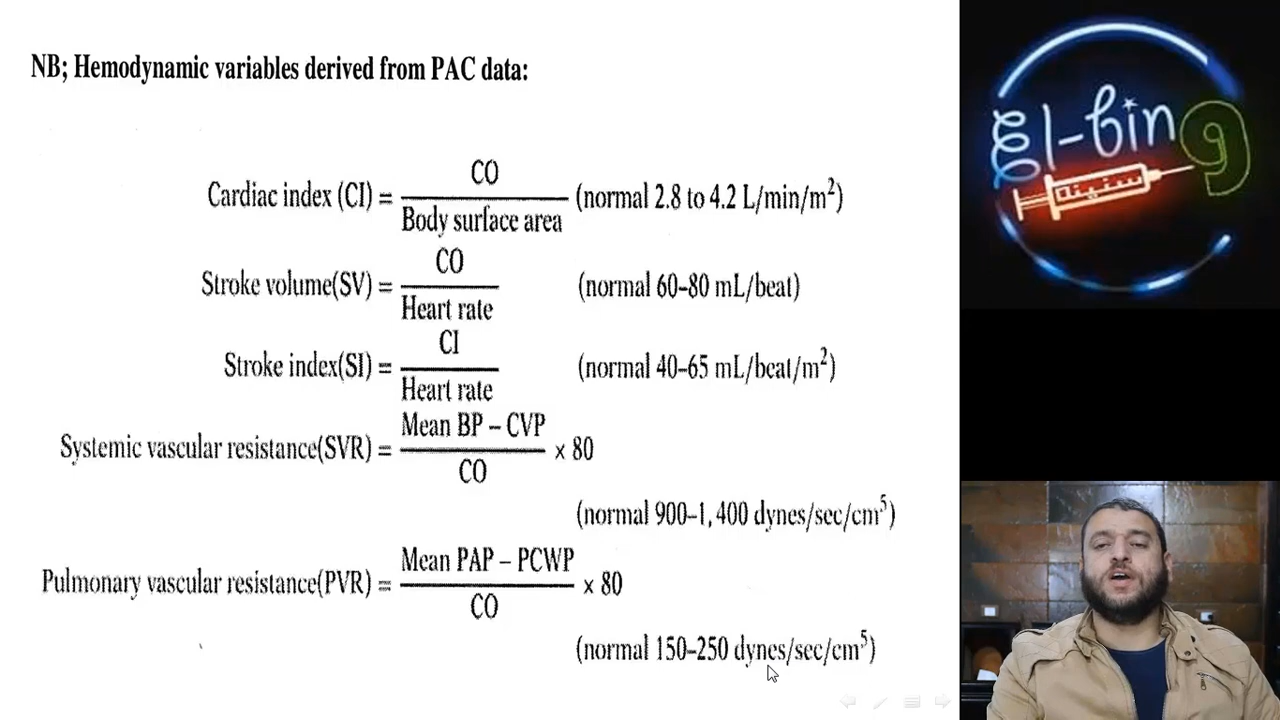 NB; Hemodynamic variables derived from PAC data:
Cardiac index (CI) = CO / Body surface area (normal 2.8 to 4.2 L/min/m²)
Stroke volume(SV) = CO / Heart rate (normal 60–80 mL/beat)
Stroke index(SI) = CI / Heart rate (normal 40–65 mL/beat/m²)
Systemic vascular resistance(SVR) = Mean BP – CVP / CO × 80
(normal 900–1,400 dynes/sec/cm⁵)
Pulmonary vascular resistance(PVR) = Mean PAP – PCWP / CO × 80
(normal 150–250 dynes/sec/cm⁵)
El-bing